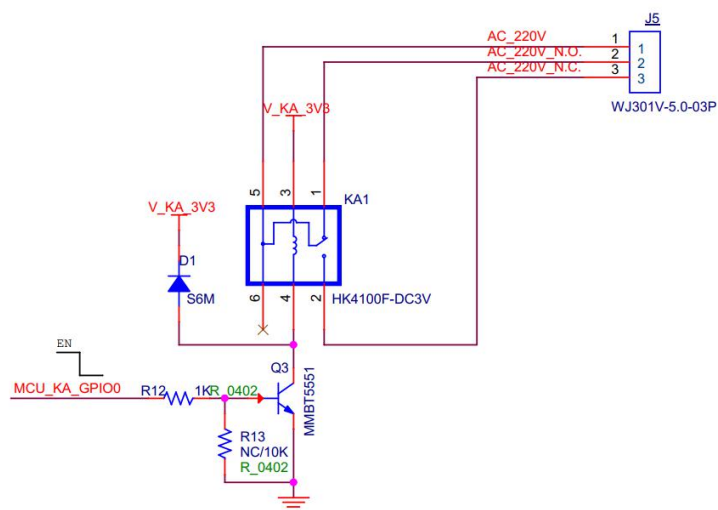 J5
AC_220V
1
1
AC_220V_N.O.
2
2
AC_220V_N.C.
3
3
WJ301V-5.0-03P
V_KA_3V3
5
3
1
KA1
V_KA_3V3
D1
S6M
6
4
2
HK4100F-DC3V
EN
MCU_KA_GPIO0
R12
1K
R_0402
Q3
MMBT5551
R13
NC/10K
R_0402